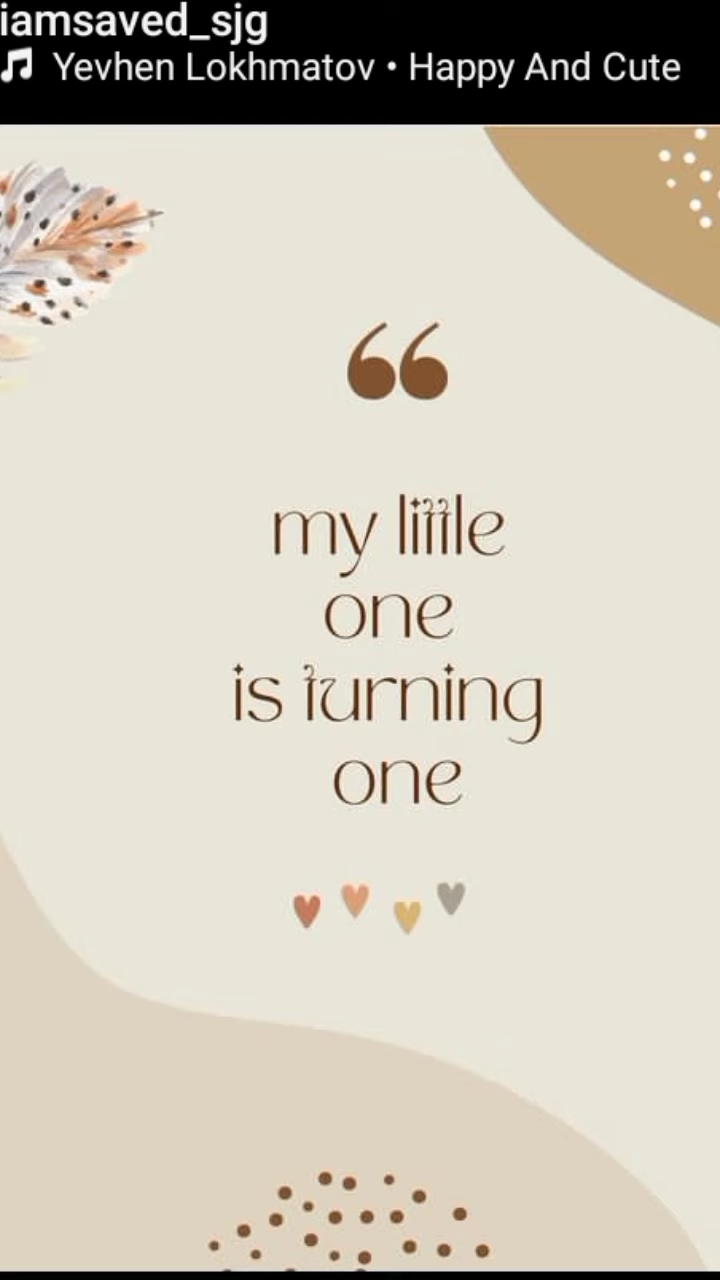 iamsaved_sjg
Yevhen Lokhmatov • Happy And Cute
“
my little
one
is turning
one